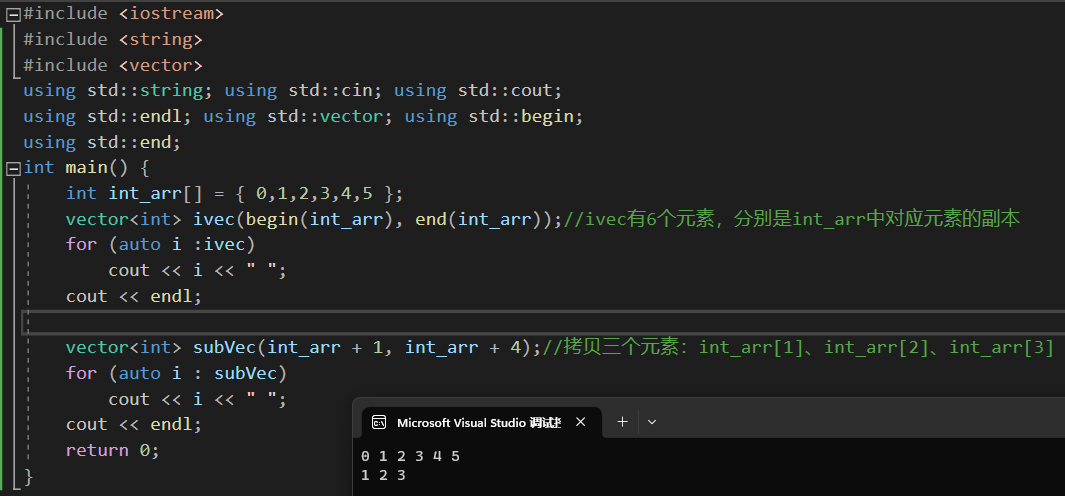 #include <iostream>
#include <string>
#include <vector>
using std::string; using std::cin; using std::cout;
using std::endl; using std::vector; using std::begin;
using std::end;
int main() {
    int int_arr[] = { 0,1,2,3,4,5 };
    vector<int> ivec(begin(int_arr), end(int_arr));//ivec有6个元素，分别是int_arr中对应元素的副本
    for (auto i :ivec)
        cout << i << " ";
    cout << endl;
    vector<int> subVec(int_arr + 1, int_arr + 4);//拷贝三个元素：int_arr[1]、int_arr[2]、int_arr[3]
    for (auto i : subVec)
        cout << i << " ";
    cout << endl;
    return 0;
}
Microsoft Visual Studio 调试
0 1 2 3 4 5
1 2 3